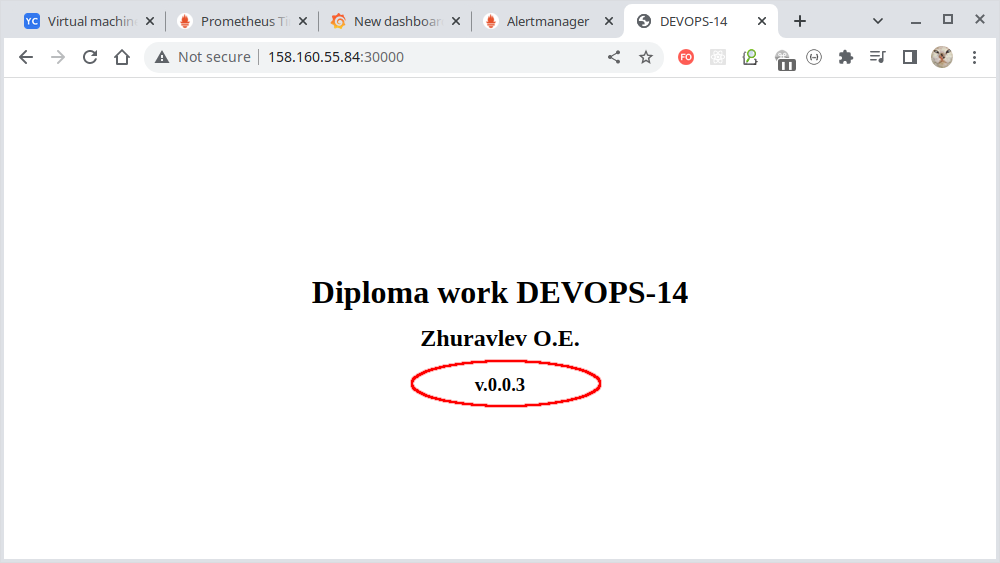 YC Virtual machin
Prometheus Ti
New dashboar
Alertmanager
DEVOPS-14
Not secure 158.160.55.84:30000
FO
Diploma work DEVOPS-14
Zhuravlev O.E.
v.0.0.3